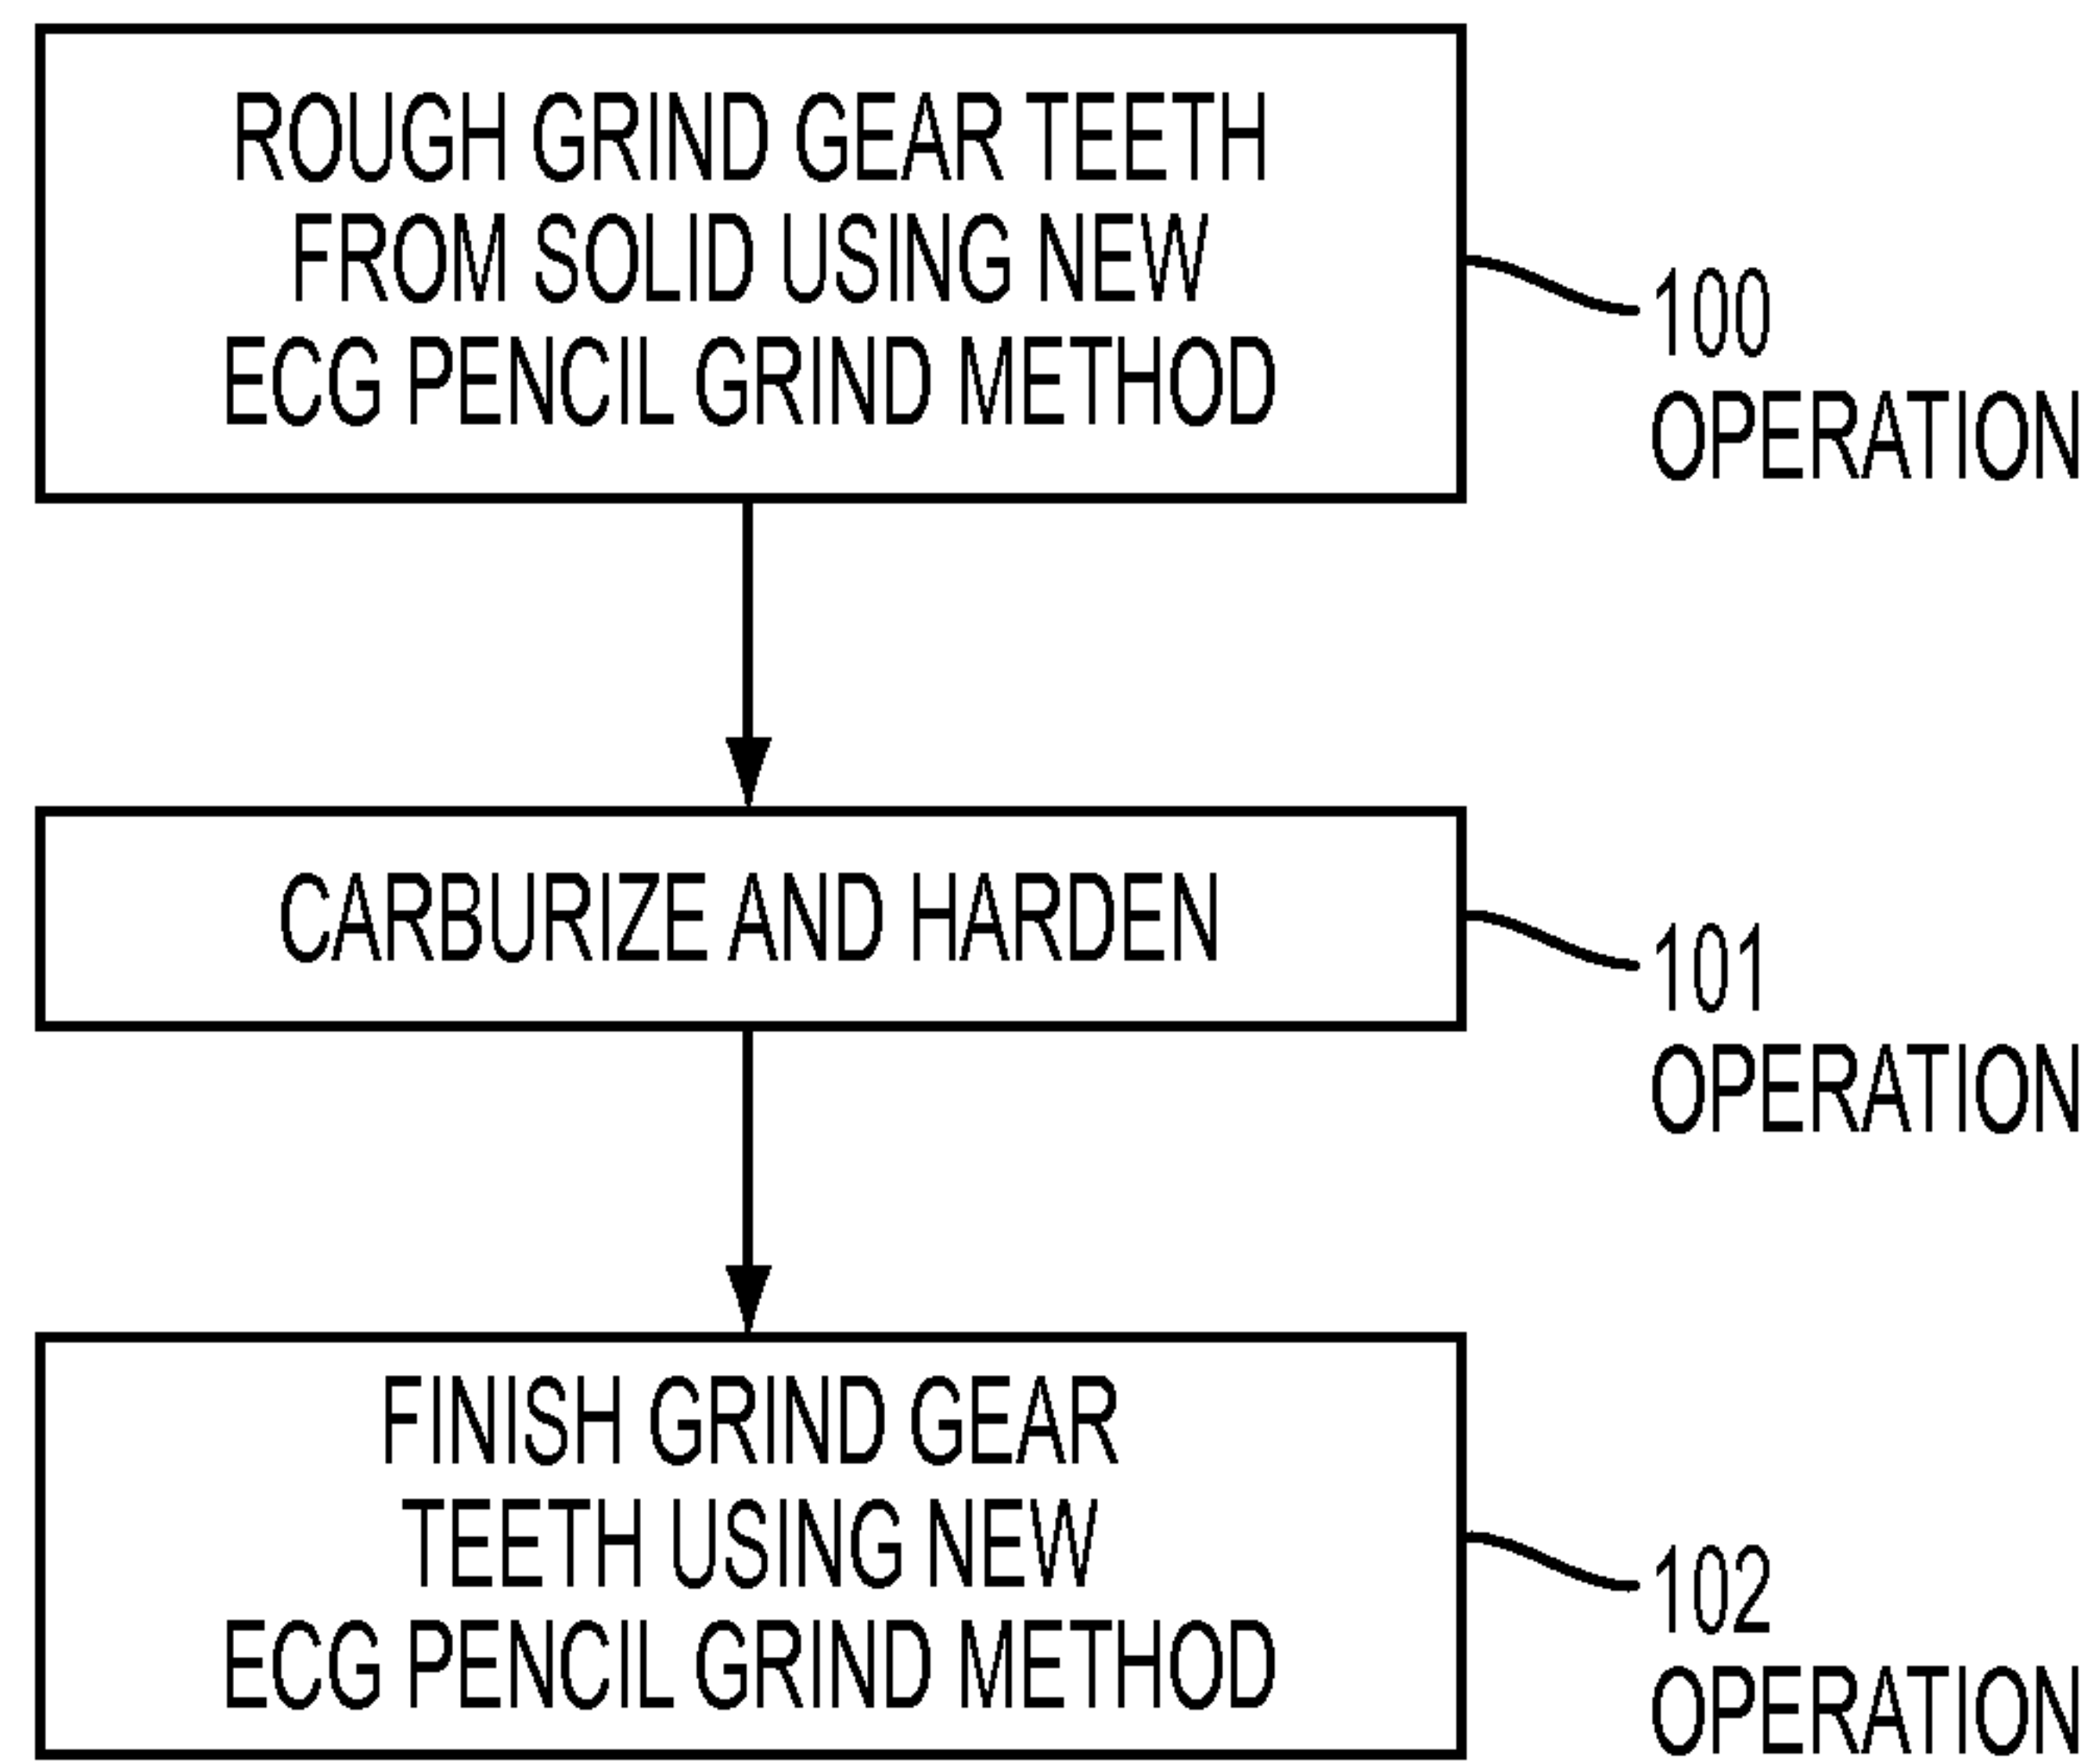 ROUGH GRIND GEAR TEETH
FROM SOLID USING NEW
ECG PENCIL GRIND METHOD
100
OPERATION
CARBURIZE AND HARDEN
101
OPERATION
FINISH GRIND GEAR
TEETH USING NEW
ECG PENCIL GRIND METHOD
102
OPERATION